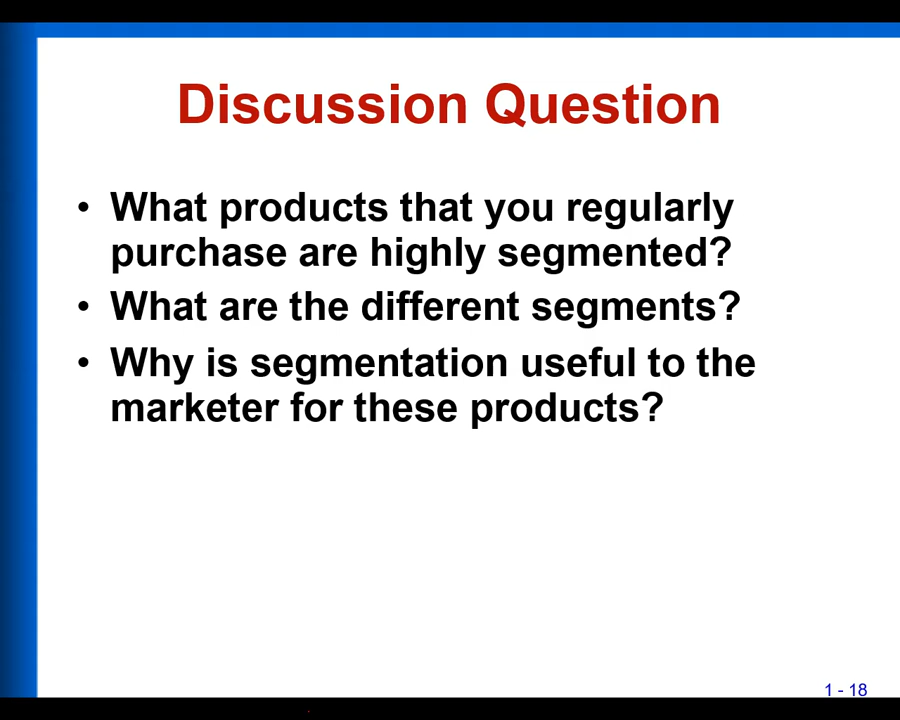 Discussion Question
• What products that you regularly
purchase are highly segmented?
• What are the different segments?
• Why is segmentation useful to the
marketer for these products?
1 - 18